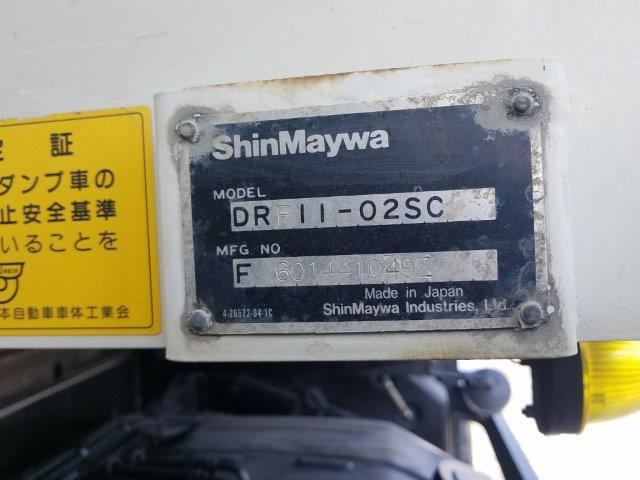 証
ダンプ車の
止安全基準
いることを
本自動車車体工業会
ShinMaywa
MODEL
DRF11-02SC
MFG. NO
F 601441049Z
4-26572-04-1C
Made in Japan
ShinMaywa Industries, Ltd.